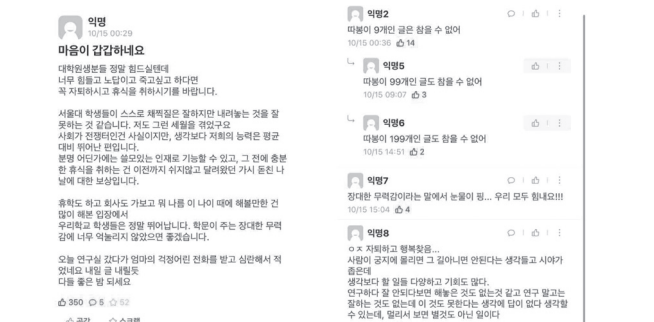 익명
10/15 00:29
마음이 갑갑하네요
대학원생분들 정말 힘드실텐데
너무 힘들고 노답이고 죽고싶고 하다면
꼭 자퇴하시고 휴식을 취하시기를 바랍니다.
서울대 학생들이 스스로 채찍질은 잘하지만 내려놓는 것을 잘
못하는 것 같습니다. 저도 그런 세월을 겪었구요
사회가 전쟁터인건 사실이지만, 생각보다 저희의 능력은 평균
대비 뛰어난 편입니다.
분명 어딘가에는 쓸모있는 인재로 기능할 수 있고, 그 전에 충분
한 휴식을 취하는 건 이전까지 쉬지않고 달려왔던 가시 돋친 나
날에 대한 보상입니다.
휴학도 하고 회사도 가보고 뭐 나름 이 나이 때에 해볼만한 건
많이 해본 입장에서
우리학교 학생들은 정말 뛰어납니다. 학문이 주는 장대한 무력
감에 너무 억눌리지 않았으면 좋겠습니다.
오늘 연구실 갔다가 엄마의 걱정어린 전화를 받고 심란해서 적
었네요 내일 글 내릴듯
다들 좋은 밤 되세요
350 5 52
공감 스크랩
익명2
따봉이 9개인 글은 참을 수 없어
10/15 00:36 14
익명5
따봉이 99개인 글도 참을 수 없어
10/15 09:07 3
익명6
따봉이 199개인 글도 참을 수 없어
10/15 14:51 2
익명7
장대한 무력감이라는 말에서 눈물이 핑... 우리 모두 힘내요!!!
10/15 15:04 4
익명8
ㅇㅈ 자퇴하고 행복찾음...
사람이 궁지에 몰리면 그 길아니면 안된다는 생각들고 시야가
좁은데
생각보다 할 일들 다양하고 기회도 많다.
연구하다 잘 안되다보면 해놓은 것도 없는것 같고 연구 말고는
잘하는 것도 없는데 이 것도 못한다는 생각에 답이 없다 생각할
수 있는데, 멀리서 보면 별것도 아닌 일이다